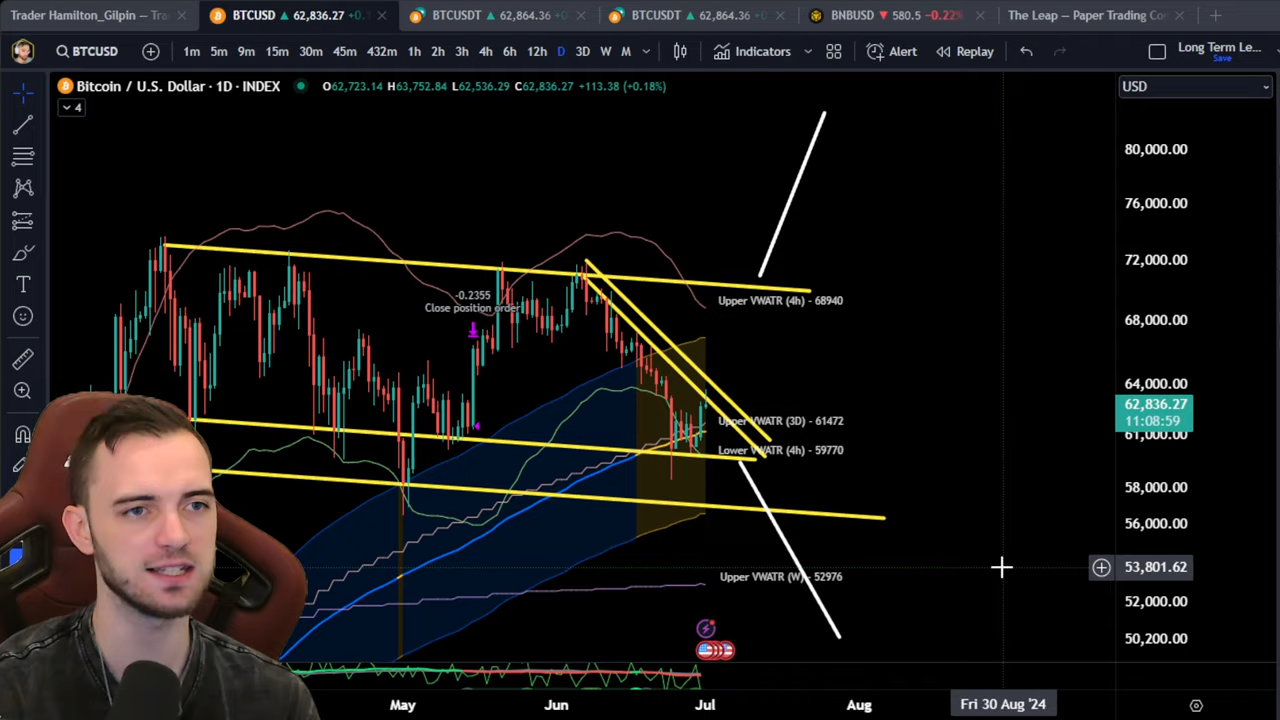 Trader Hamilton_Gilpin —
BTCUSD 62,836.27 +0.1
BTCUSDT 62,864.36
BTCUSDT 62,864.36
BNBUSD 580.5 −0.22%
The Leap — Paper Trading Co
BTCUSD 1m 5m 9m 15m 30m 45m 432m 1h 2h 3h 4h 6h 12h D 3D W M Indicators Alert Replay Long Term Le...
Save
Bitcoin / U.S. Dollar · 1D · INDEX O62,723.14 H63,752.84 L62,536.29 C62,836.27 +113.38 (+0.18%)
USD
4
80,000.00
76,000.00
72,000.00
-0.2355
Close position order
Upper VWATR (4h) - 68940
68,000.00
64,000.00
62,836.27
11:08:59
Upper VWATR (3D) - 61472
61,000.00
Lower VWATR (4h) - 59770
58,000.00
56,000.00
53,801.62
Upper VWATR (W) - 52976
52,000.00
50,200.00
T
May Jun Jul Aug Fri 30 Aug '24